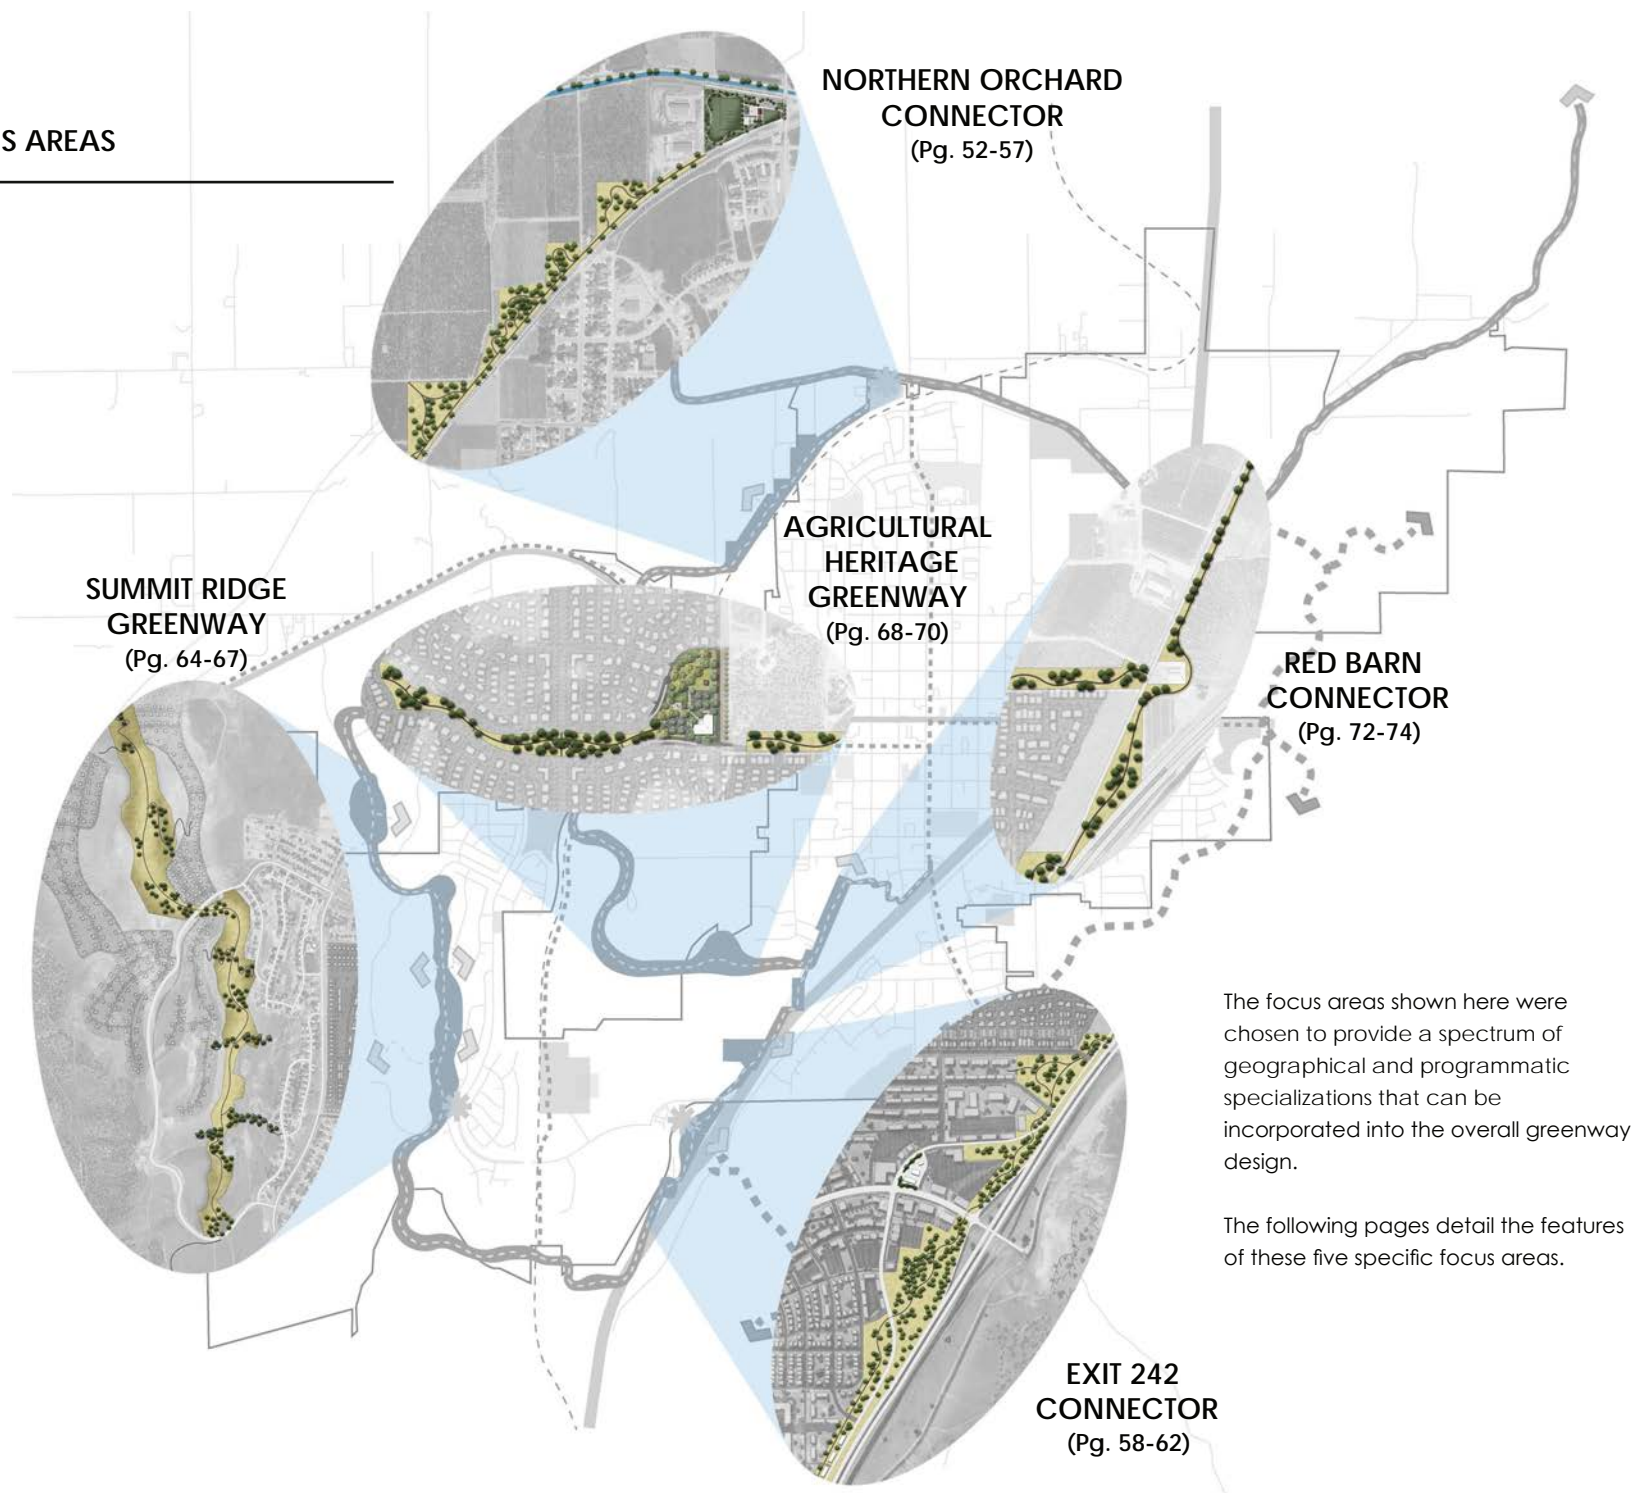 S AREAS
NORTHERN ORCHARD
CONNECTOR
(Pg. 52-57)
AGRICULTURAL
HERITAGE
GREENWAY
(Pg. 68-70)
SUMMIT RIDGE
GREENWAY
(Pg. 64-67)
RED BARN
CONNECTOR
(Pg. 72-74)
The focus areas shown here were
chosen to provide a spectrum of
geographical and programmatic
specializations that can be
incorporated into the overall greenway
design.
The following pages detail the features
of these five specific focus areas.
EXIT 242
CONNECTOR
(Pg. 58-62)